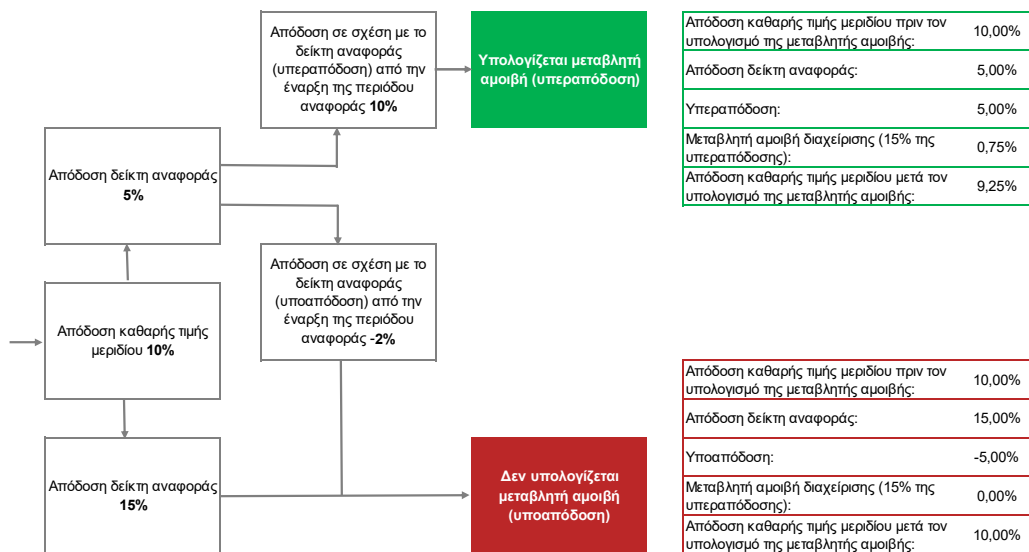 Απόδοση σε σχέση με το
δείκτη αναφοράς
(υπεραπόδοση) από την
έναρξη της περιόδου
αναφοράς 10%
Υπολογίζεται μεταβλητή
αμοιβή (υπεραπόδοση)
Απόδοση καθαρής τιμής μεριδίου πριν τον
υπολογισμό της μεταβλητής αμοιβής:
10,00%
Απόδοση δείκτη αναφοράς:
5,00%
Υπεραπόδοση:
5,00%
Μεταβλητή αμοιβή διαχείρισης (15% της
υπεραπόδοσης):
0,75%
Απόδοση καθαρής τιμής μεριδίου μετά τον
υπολογισμό της μεταβλητής αμοιβής:
9,25%
Απόδοση δείκτη αναφοράς
5%
Απόδοση σε σχέση με το
δείκτη αναφοράς
(υποαπόδοση) από την
έναρξη της περιόδου
αναφοράς -2%
Απόδοση καθαρής τιμής
μεριδίου 10%
Απόδοση δείκτη αναφοράς
15%
Δεν υπολογίζεται
μεταβλητή αμοιβή
(υποαπόδοση)
Απόδοση καθαρής τιμής μεριδίου πριν τον
υπολογισμό της μεταβλητής αμοιβής:
10,00%
Απόδοση δείκτη αναφοράς:
15,00%
Υποαπόδοση:
-5,00%
Μεταβλητή αμοιβή διαχείρισης (15% της
υπεραπόδοσης):
0,00%
Απόδοση καθαρής τιμής μεριδίου μετά τον
υπολογισμό της μεταβλητής αμοιβής:
10,00%